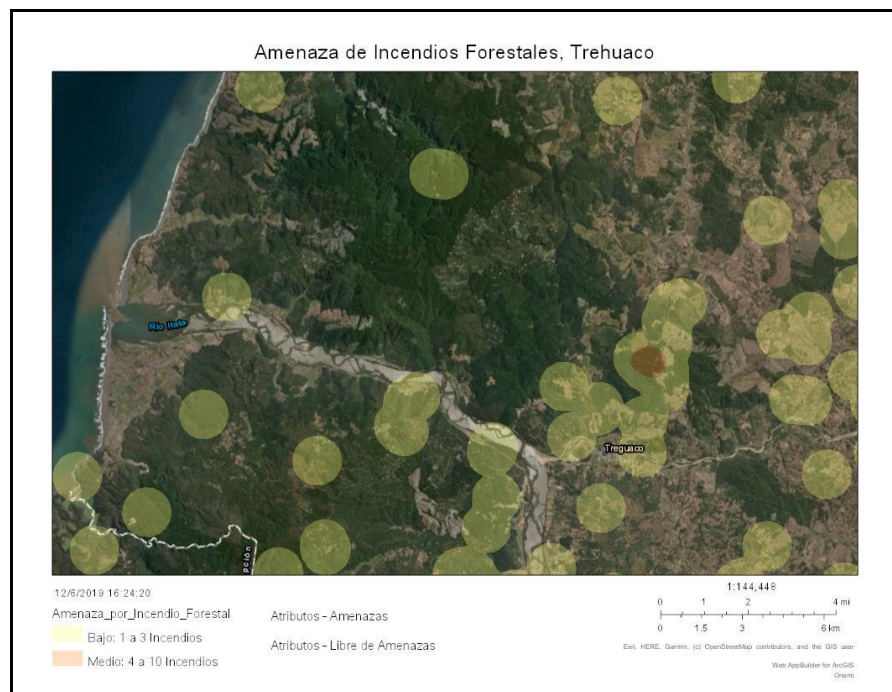 Amenaza de Incendios Forestales, Trehuaco
Río Itata
Treguaco
pción
12/6/2019 16:24:20
Amenaza_por_Incendio_Forestal
Bajo: 1 a 3 Incendios
Medio: 4 a 10 Incendios
Atributos - Amenazas
Atributos - Libre de Amenazas
1:144,448
0 1 2 4 mi
0 1.5 3 6 km
Esri, HERE, Garmin, (c) OpenStreetMap contributors, and the GIS user
Web AppBuilder for ArcGIS
Onemi